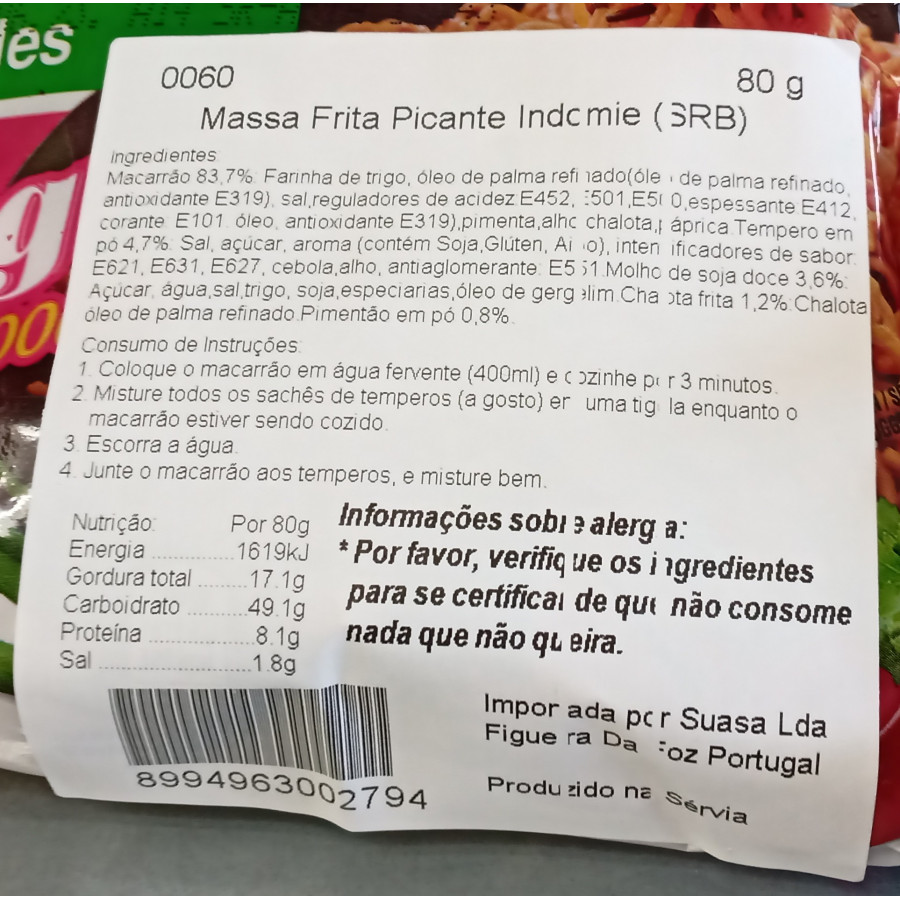 ies
g
0060
80 g
Massa Frita Picante Indomie (SRB)
Ingredientes:
Macarrão 83,7%: Farinha de trigo, óleo de palma refinado(óleo de palma refinado,
antioxidante E319), sal,reguladores de acidez E452, E501,E500,espessante E412,
corante: E101. óleo, antioxidante E319),pimenta,alho chalota,páprica.Tempero em
pó 4,7%: Sal, açúcar, aroma (contém Soja,Glúten, Aipo), intensificadores de sabor:
E621, E631, E627, cebola,alho, antiaglomerante: E551.Molho de soja doce 3,6%:
Açúcar, água,sal,trigo, soja,especiarias,óleo de gergelim.Chalota frita 1,2%:Chalota
óleo de palma refinado.Pimentão em pó 0,8%.
Consumo de Instruções:
1. Coloque o macarrão em água fervente (400ml) e cozinhe por 3 minutos.
2. Misture todos os sachês de temperos (a gosto) em uma tigela enquanto o
macarrão estiver sendo cozido.
3. Escorra a água.
4. Junte o macarrão aos temperos, e misture bem.
Nutrição: Por 80g
Energia ............... 1619kJ
Gordura total ......... 17.1g
Carboidrato ........... 49.1g
Proteína ................. 8.1g
Sal .......................... 1.8g
Informações sobre alergia:
* Por favor, verifique os ingredientes
para se certificar de que não consome
nada que não queira.
8994963002794
Importada por Suasa Lda
Figueira Da Foz Portugal
Produzido na Sérvia